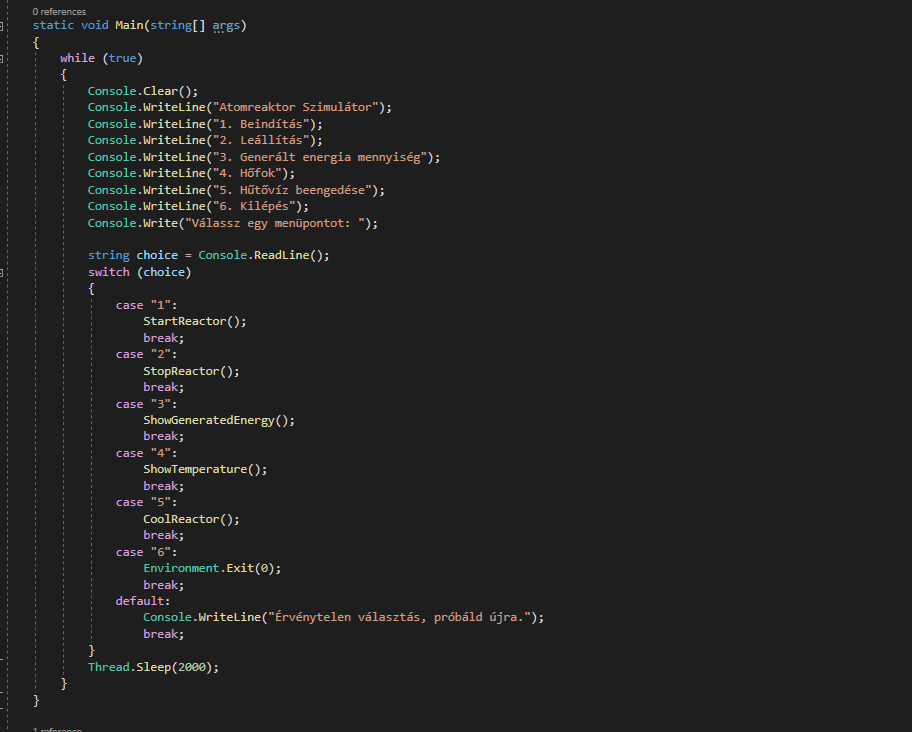 0 references
static void Main(string[] args)
{
while (true)
{
Console.Clear();
Console.WriteLine("Atomreaktor Szimulátor");
Console.WriteLine("1. Beindítás");
Console.WriteLine("2. Leállítás");
Console.WriteLine("3. Generált energia mennyiség");
Console.WriteLine("4. Hőfok");
Console.WriteLine("5. Hűtővíz beengedése");
Console.WriteLine("6. Kilépés");
Console.Write("Válassz egy menüpontot: ");
string choice = Console.ReadLine();
switch (choice)
{
case "1":
StartReactor();
break;
case "2":
StopReactor();
break;
case "3":
ShowGeneratedEnergy();
break;
case "4":
ShowTemperature();
break;
case "5":
CoolReactor();
break;
case "6":
Environment.Exit(0);
break;
default:
Console.WriteLine("Érvénytelen választás, próbáld újra.");
break;
}
Thread.Sleep(2000);
}
}
1 reference